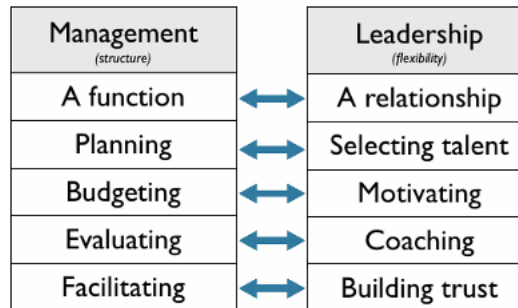 Management
(structure)
Leadership
(flexibility)
A function
A relationship
Planning
Selecting talent
Budgeting
Motivating
Evaluating
Coaching
Facilitating
Building trust